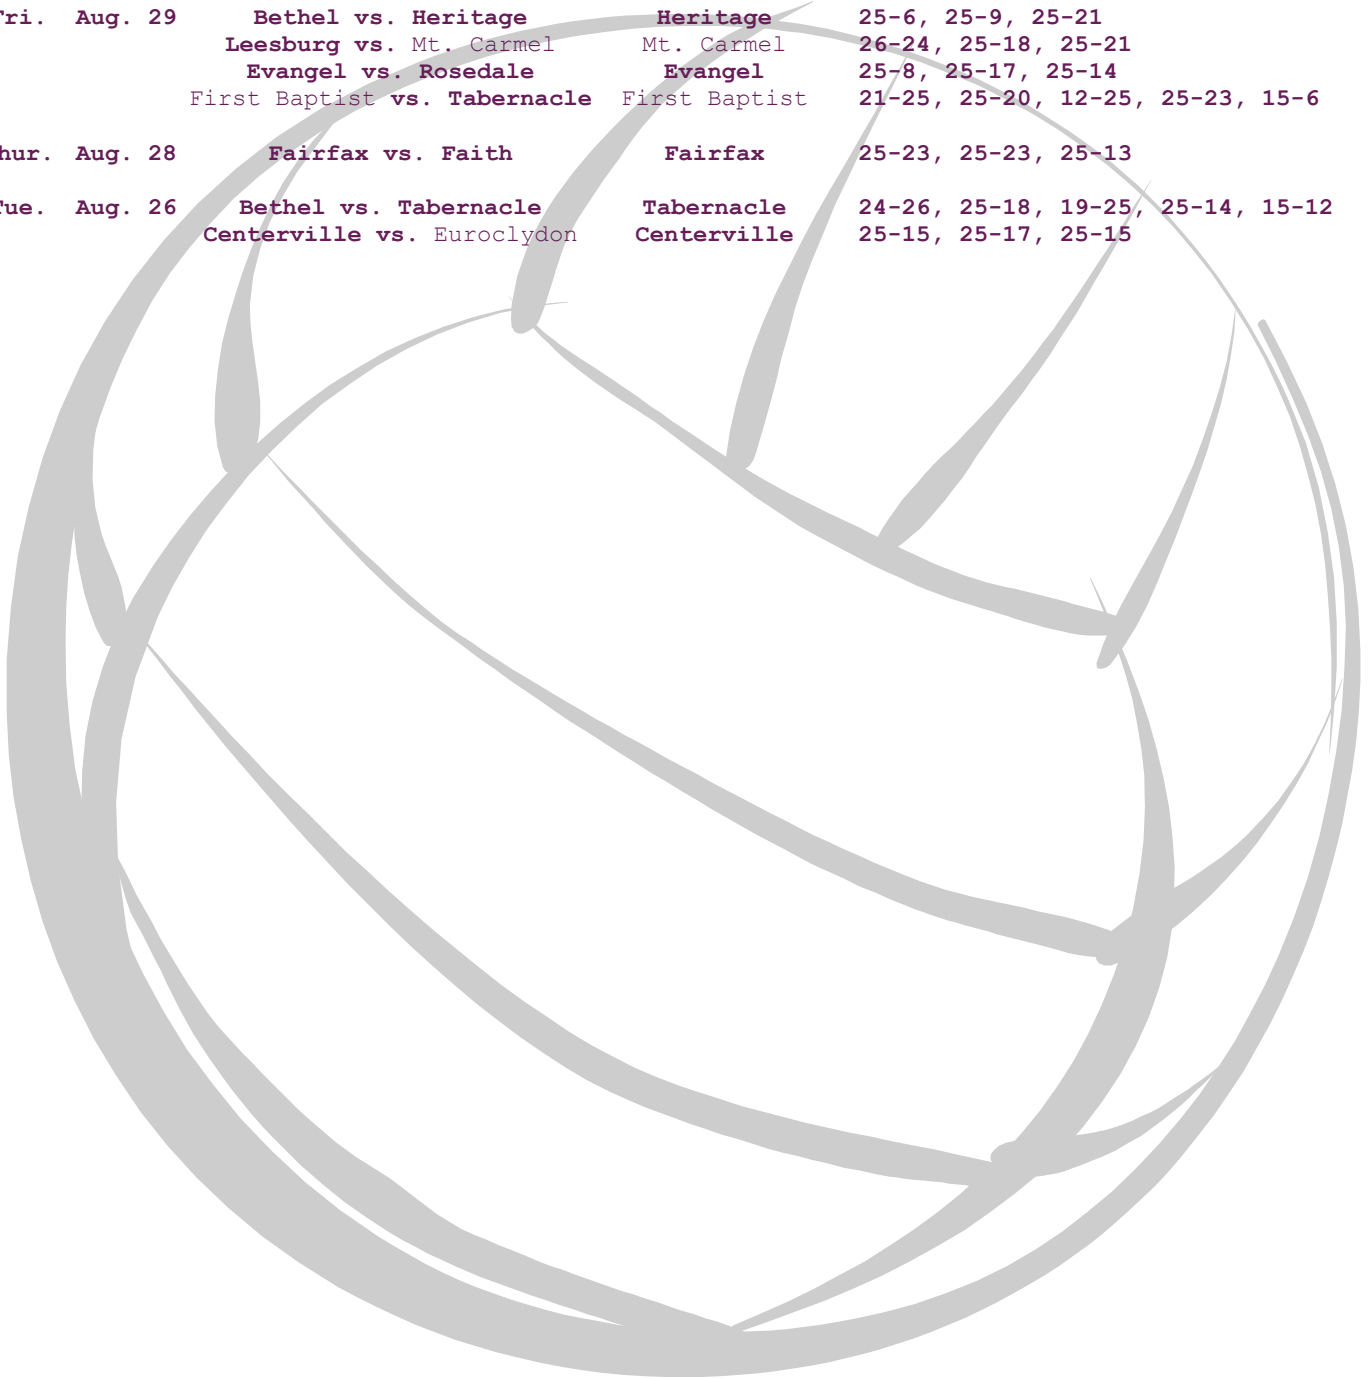 Fri. Aug. 29 Bethel vs. Heritage Heritage 25-6, 25-9, 25-21
Leesburg vs. Mt. Carmel Mt. Carmel 26-24, 25-18, 25-21
Evangel vs. Rosedale Evangel 25-8, 25-17, 25-14
First Baptist vs. Tabernacle First Baptist 21-25, 25-20, 12-25, 25-23, 15-6
hur. Aug. 28 Fairfax vs. Faith Fairfax 25-23, 25-23, 25-13
Tue. Aug. 26 Bethel vs. Tabernacle Tabernacle 24-26, 25-18, 19-25, 25-14, 15-12
Centerville vs. Euroclydon Centerville 25-15, 25-17, 25-15